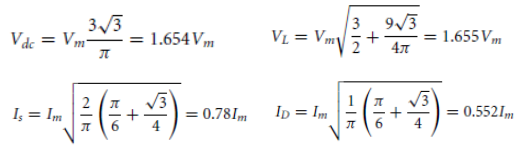 V_dc = V_m 3√3/π = 1.654V_m
V_L = V_m √(3/2 + 9√3/4π) = 1.655V_m
I_s = I_m √(2/π (π/6 + √3/4)) = 0.78I_m
I_D = I_m √(1/π (π/6 + √3/4)) = 0.552I_m